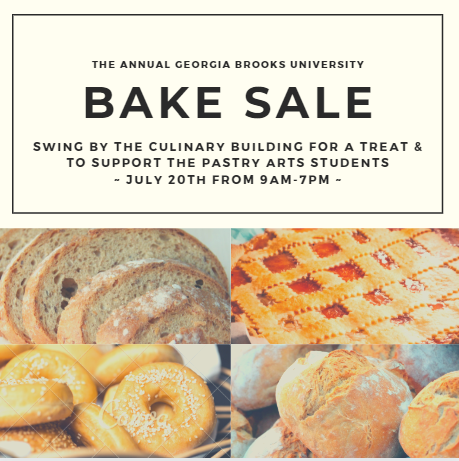 THE ANNUAL GEORGIA BROOKS UNIVERSITY
BAKE SALE
SWING BY THE CULINARY BUILDING FOR A TREAT &
TO SUPPORT THE PASTRY ARTS STUDENTS
~ JULY 20TH FROM 9AM-7PM ~
Canva